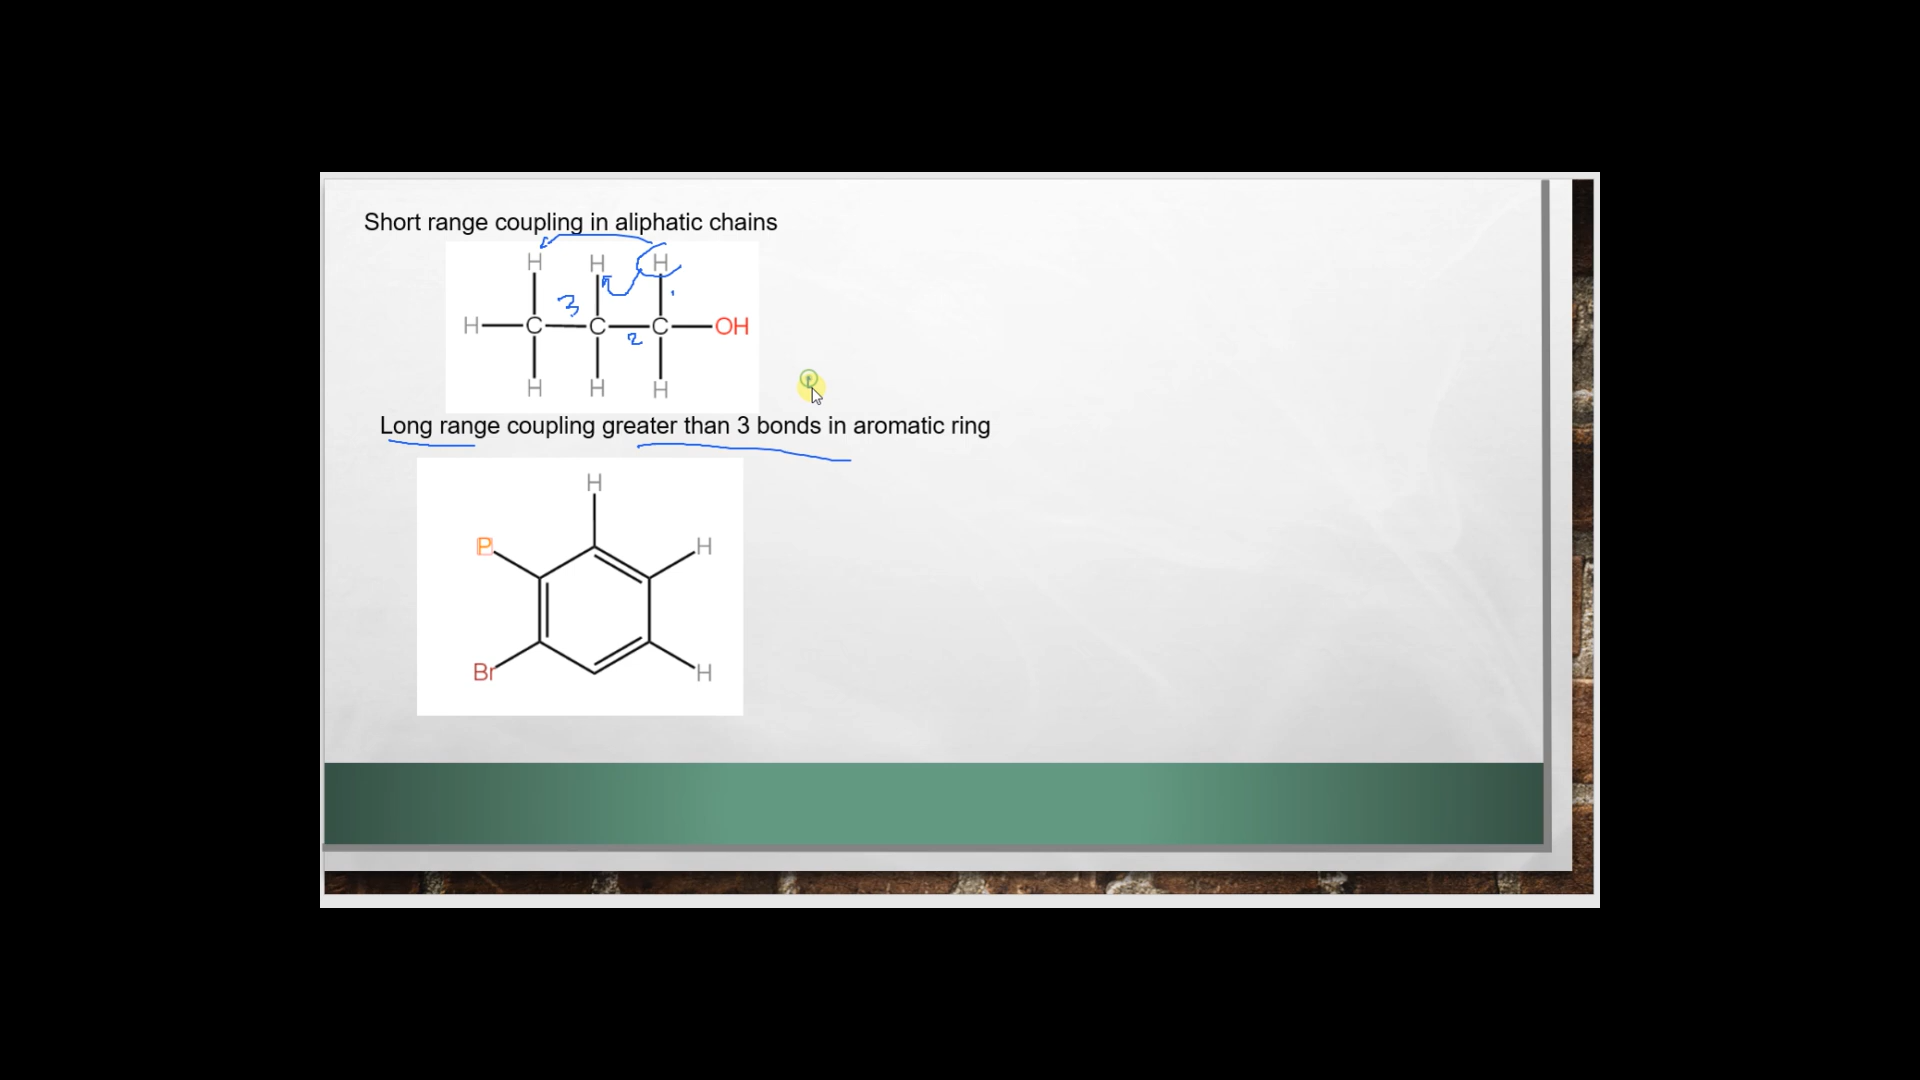 Short range coupling in aliphatic chains
H H H
3
H C C C OH
2
H H H
Long range coupling greater than 3 bonds in aromatic ring
H
P H
Br H